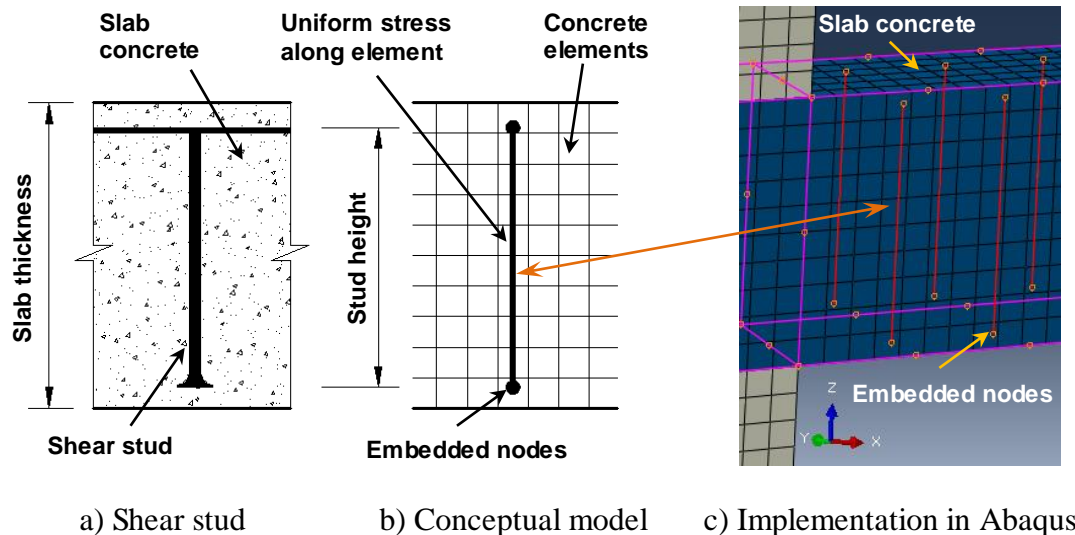 Slab
concrete
Slab thickness
Shear stud
Uniform stress
along element
Concrete
elements
Stud height
Embedded nodes
Slab concrete
Embedded nodes
Z
Y
X
a) Shear stud
b) Conceptual model
c) Implementation in Abaqus